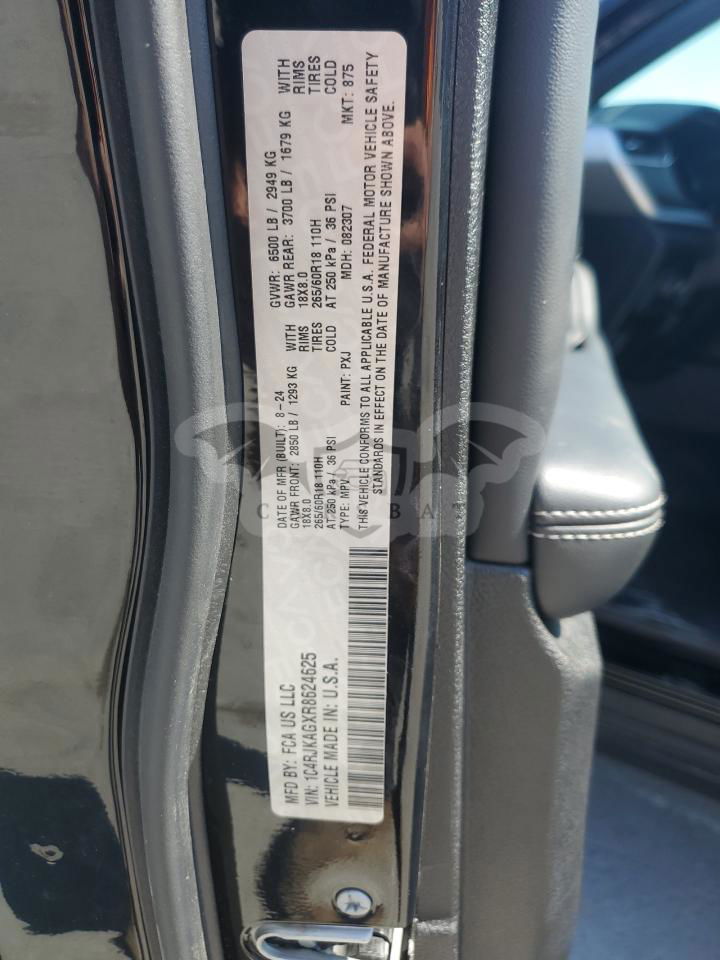 MFD BY: FCA US LLC
DATE OF MFR (BUILT): 8-24
GVWR: 6500 LB / 2949 KG
VIN: 1C4RJKAGXR8624625
GAWR FRONT: 2850 LB / 1293 KG
WITH
GAWR REAR: 3700 LB / 1679 KG
WITH
VEHICLE MADE IN: U.S.A.
18X8.0
RIMS
18X8.0
RIMS
265/60R18 110H
TIRES
265/60R18 110H
TIRES
AT 250 kPa / 36 PSI
COLD
AT 250 kPa / 36 PSI
COLD
TYPE: MPV
PAINT: PXJ
MDH: 082307
MKT: 875
THIS VEHICLE CONFORMS TO ALL APPLICABLE U.S.A. FEDERAL MOTOR VEHICLE SAFETY
STANDARDS IN EFFECT ON THE DATE OF MANUFACTURE SHOWN ABOVE.